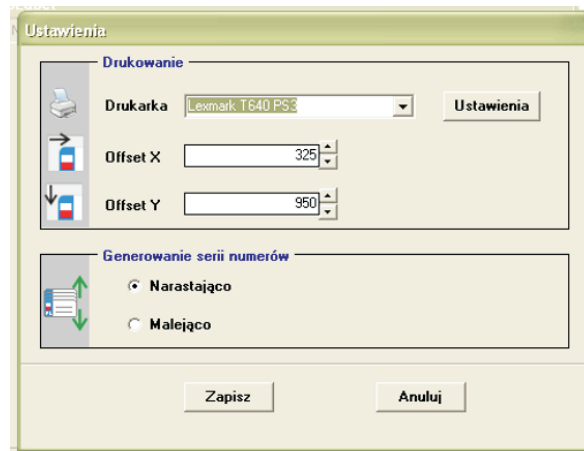 Ustawienia
Drukowanie
Drukarka Lexmark T640 PS3 Ustawienia
Offset X 325
Offset Y 950
Generowanie serii numerów
Narastająco
Malejąco
Zapisz Anuluj